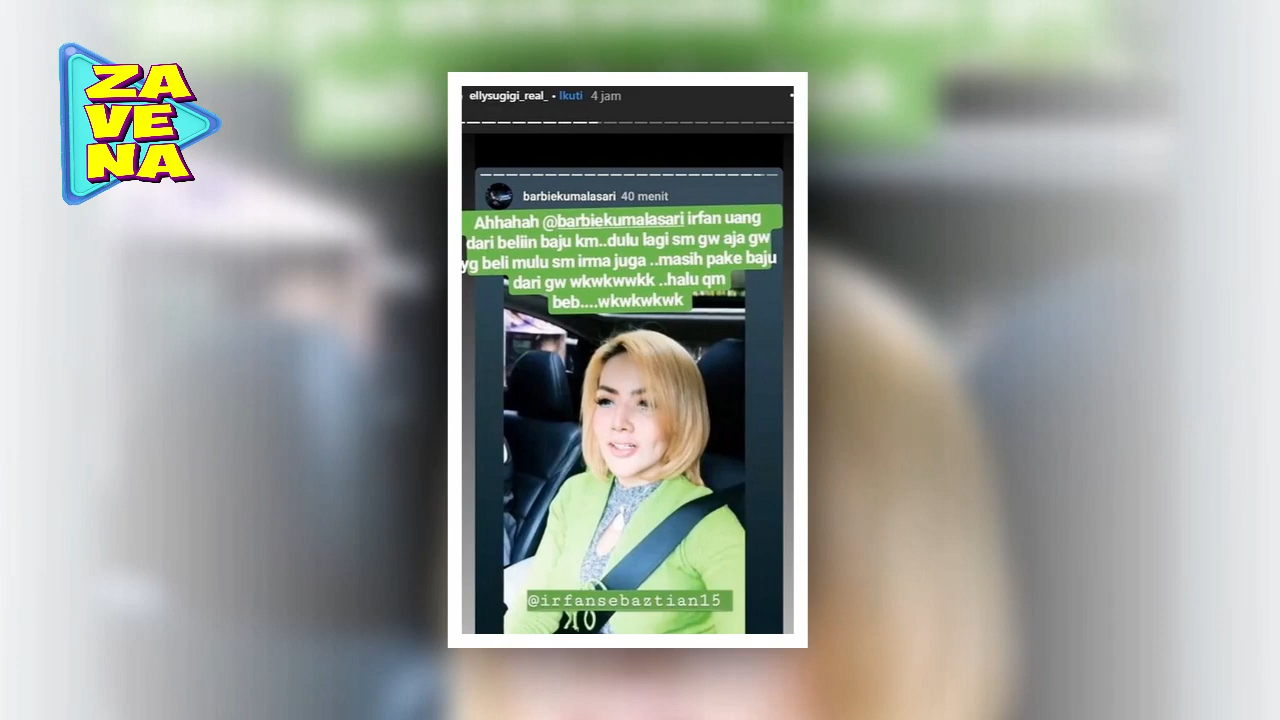 ZA
VE
NA
ellysugigi_real_ • Ikuti 4 jam
barbiekumalasari 40 menit
Ahhahah @barbiekumalasari irfan uang
dari beliin baju km..dulu lagi sm gw aja gw
yg beli mulu sm irma juga ..masih pake baju
dari gw wkwkwwkk ..halu qm
beb....wkwkwkwk
@irfansebaztian15